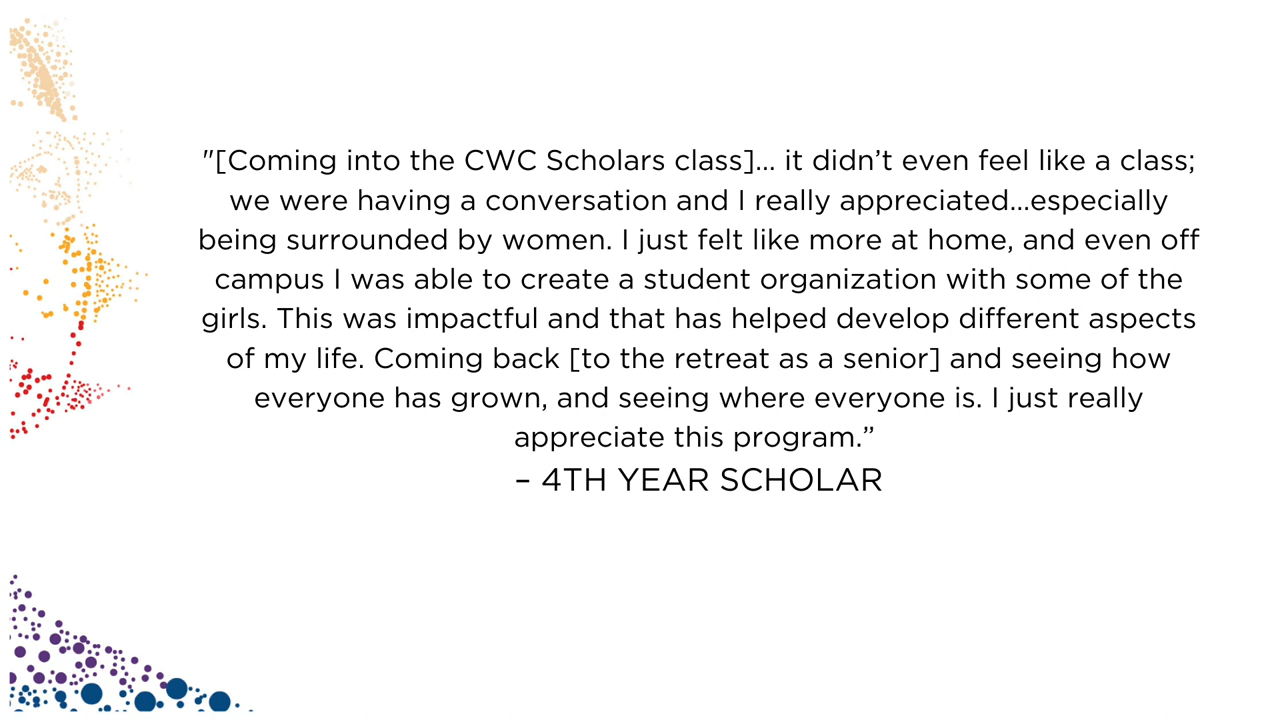 "[Coming into the CWC Scholars class]... it didn’t even feel like a class;
we were having a conversation and I really appreciated...especially
being surrounded by women. I just felt like more at home, and even off
campus I was able to create a student organization with some of the
girls. This was impactful and that has helped develop different aspects
of my life. Coming back [to the retreat as a senior] and seeing how
everyone has grown, and seeing where everyone is. I just really
appreciate this program.”
– 4TH YEAR SCHOLAR